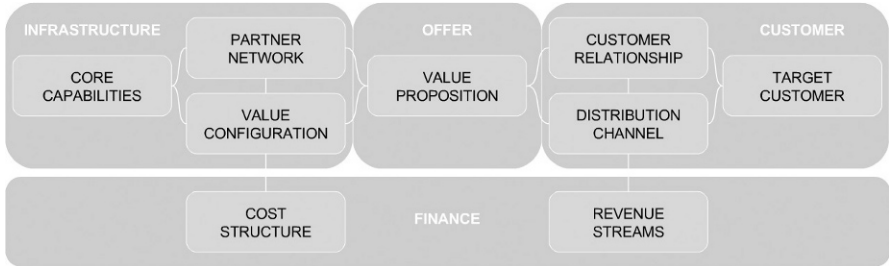 INFRASTRUCTURE
CORE
CAPABILITIES
PARTNER
NETWORK
VALUE
CONFIGURATION
OFFER
VALUE
PROPOSITION
CUSTOMER
RELATIONSHIP
DISTRIBUTION
CHANNEL
CUSTOMER
TARGET
CUSTOMER
COST
STRUCTURE
FINANCE
REVENUE
STREAMS